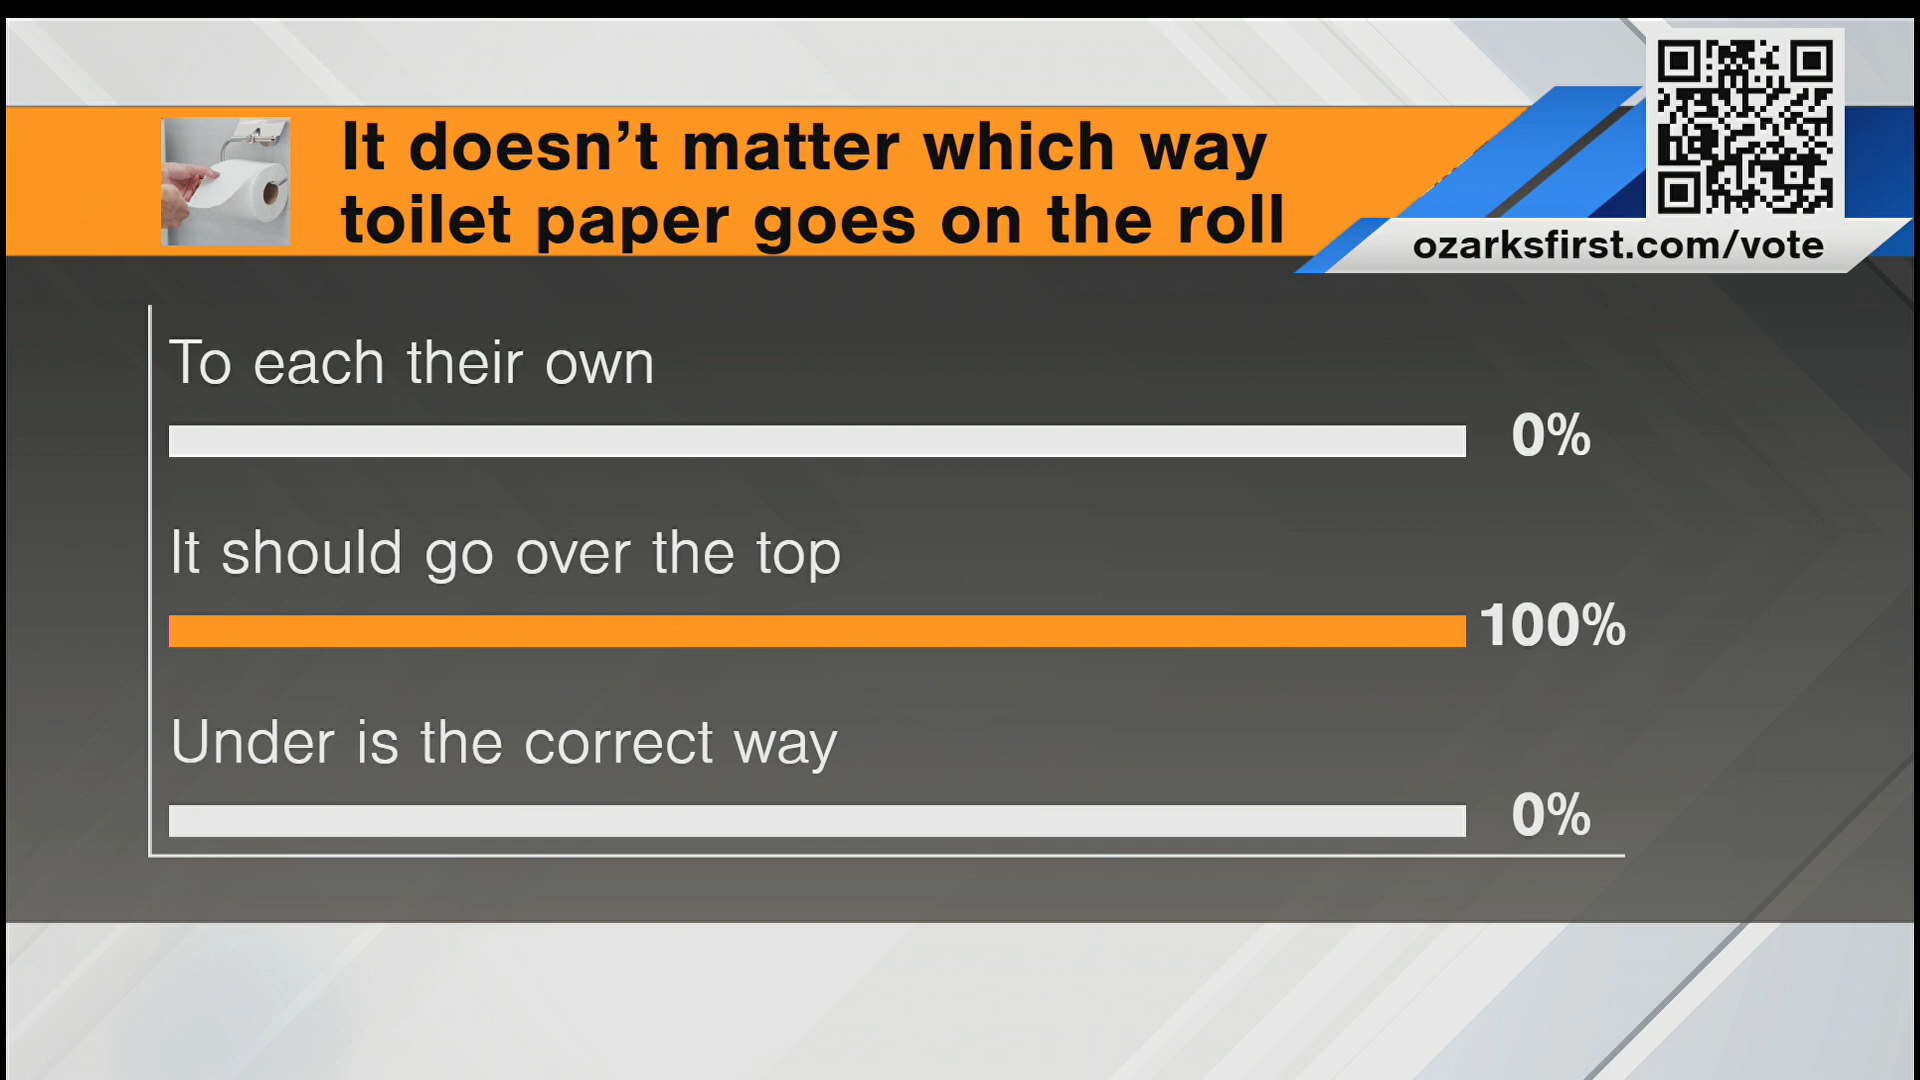 It doesn’t matter which way
toilet paper goes on the roll
ozarksfirst.com/vote
To each their own
0%
It should go over the top
100%
Under is the correct way
0%